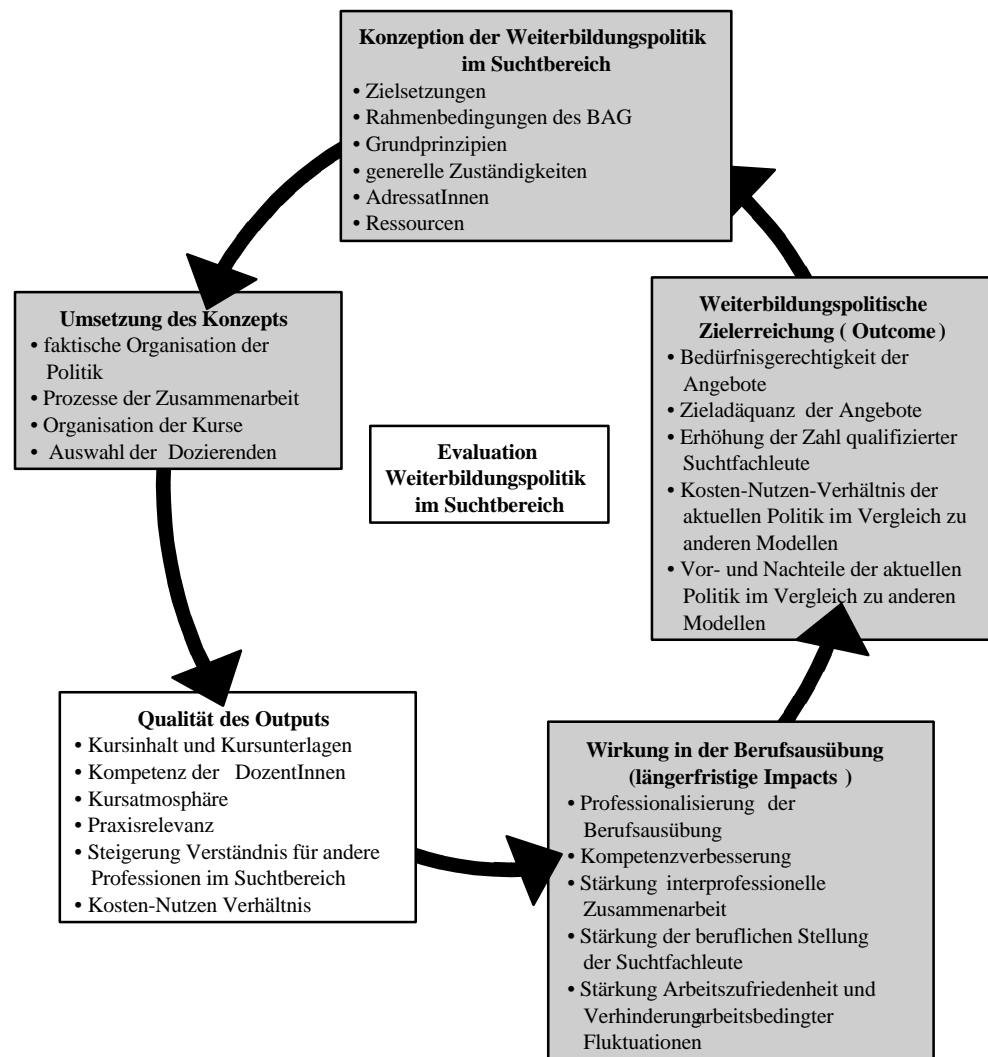 Konzeption der Weiterbildungspolitik
im Suchtbereich
• Zielsetzungen
• Rahmenbedingungen des BAG
• Grundprinzipien
• generelle Zuständigkeiten
• AdressatInnen
• Ressourcen
Umsetzung des Konzepts
• faktische Organisation der
Politik
• Prozesse der Zusammenarbeit
• Organisation der Kurse
• Auswahl der Dozierenden
Evaluation
Weiterbildungspolitik
im Suchtbereich
Weiterbildungspolitische
Zielerreichung ( Outcome )
• Bedürfnisgerechtigkeit der
Angebote
• Zieladäquanz der Angebote
• Erhöhung der Zahl qualifizierter
Suchtfachleute
• Kosten-Nutzen-Verhältnis der
aktuellen Politik im Vergleich zu
anderen Modellen
• Vor- und Nachteile der aktuellen
Politik im Vergleich zu anderen
Modellen
Qualität des Outputs
• Kursinhalt und Kursunterlagen
• Kompetenz der DozentInnen
• Kursatmosphäre
• Praxisrelevanz
• Steigerung Verständnis für andere
Professionen im Suchtbereich
• Kosten-Nutzen Verhältnis
Wirkung in der Berufsausübung
(längerfristige Impacts )
• Professionalisierung der
Berufsausübung
• Kompetenzverbesserung
• Stärkung interprofessionelle
Zusammenarbeit
• Stärkung der beruflichen Stellung
der Suchtfachleute
• Stärkung Arbeitszufriedenheit und
Verhinderung arbeitsbedingter
Fluktuationen